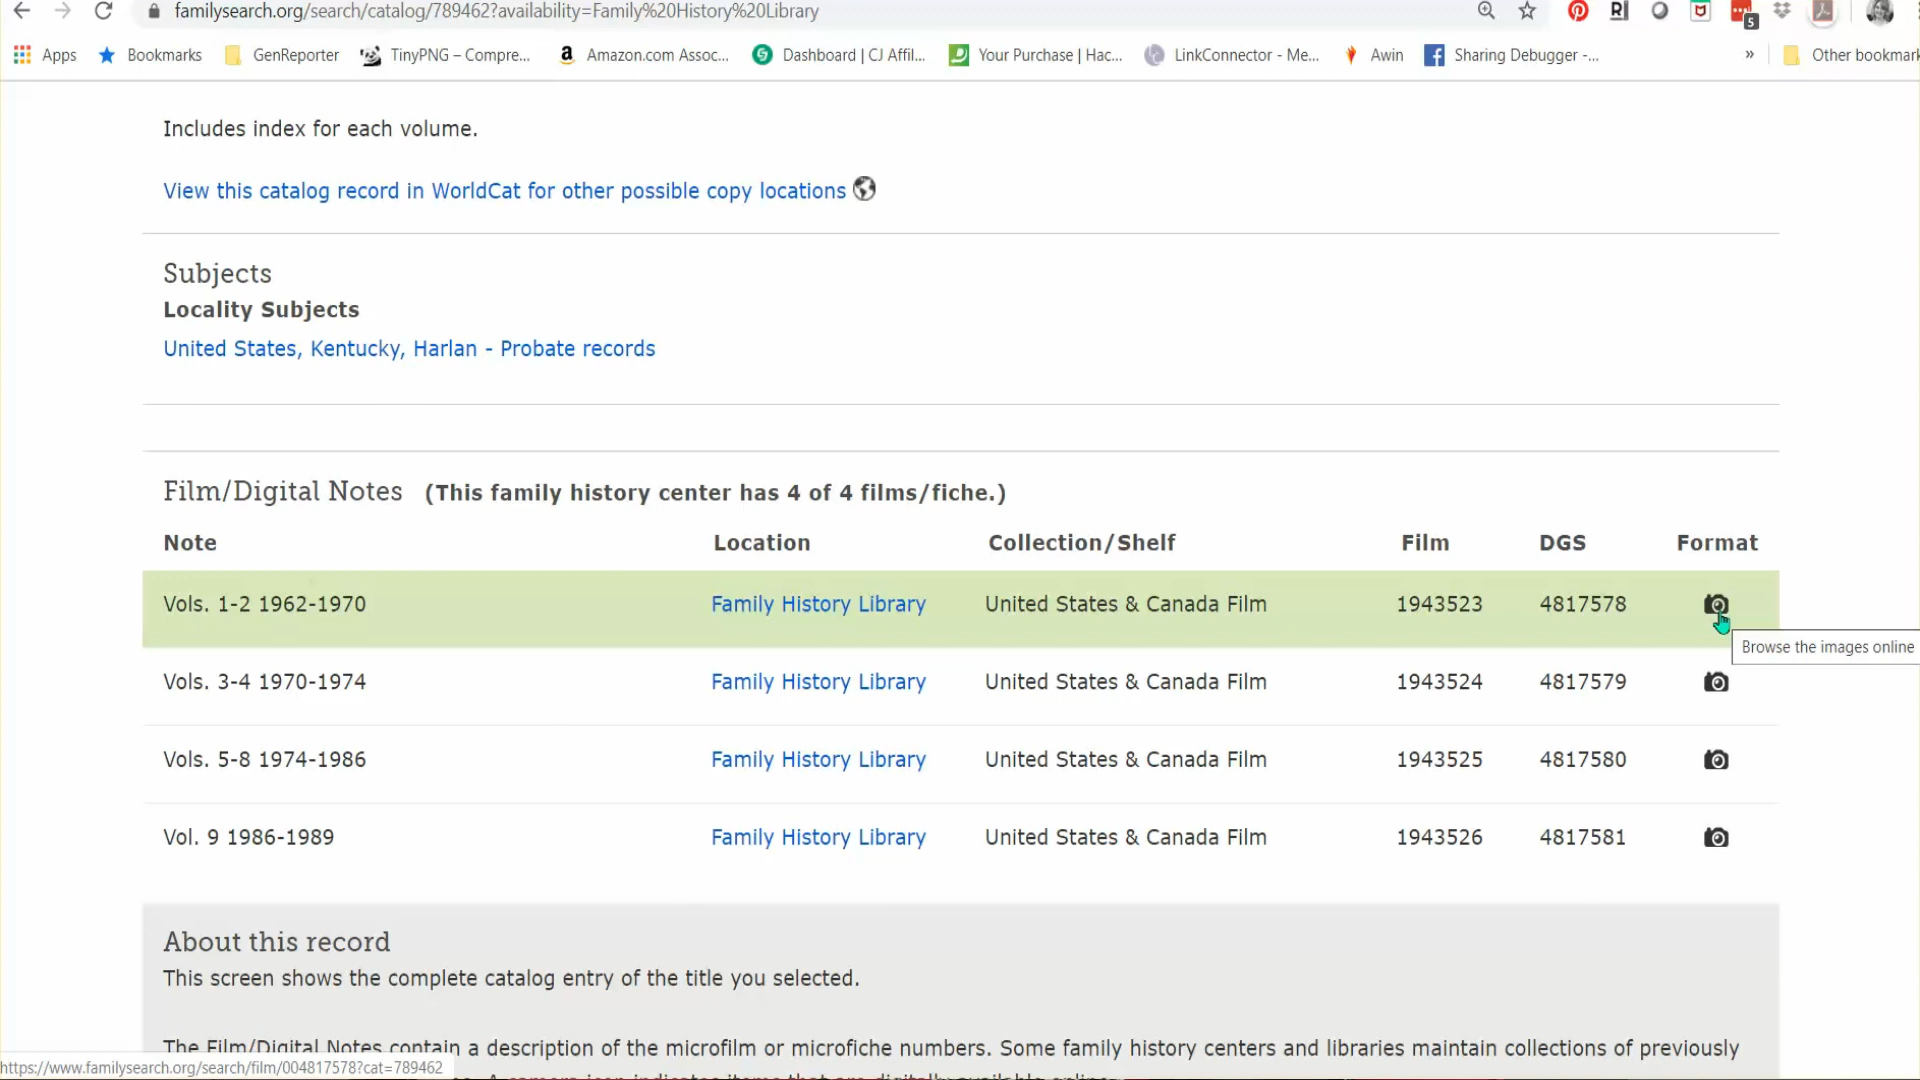 familysearch.org/search/catalog/789462?availability=Family%20History%20Library
5
Apps Bookmarks GenReporter TinyPNG – Compre... Amazon.com Assoc... Dashboard | CJ Affil... Your Purchase | Hac... LinkConnector - Me... Awin Sharing Debugger -... » Other bookmark
Includes index for each volume.
View this catalog record in WorldCat for other possible copy locations
Subjects
Locality Subjects
United States, Kentucky, Harlan - Probate records
Film/Digital Notes (This family history center has 4 of 4 films/fiche.)
Note Location Collection/Shelf Film DGS Format
Vols. 1-2 1962-1970 Family History Library United States & Canada Film 1943523 4817578
Browse the images online
Vols. 3-4 1970-1974 Family History Library United States & Canada Film 1943524 4817579
Vols. 5-8 1974-1986 Family History Library United States & Canada Film 1943525 4817580
Vol. 9 1986-1989 Family History Library United States & Canada Film 1943526 4817581
About this record
This screen shows the complete catalog entry of the title you selected.
The Film/Digital Notes contain a description of the microfilm or microfiche numbers. Some family history centers and libraries maintain collections of previously
https://www.familysearch.org/search/film/004817578?cat=789462